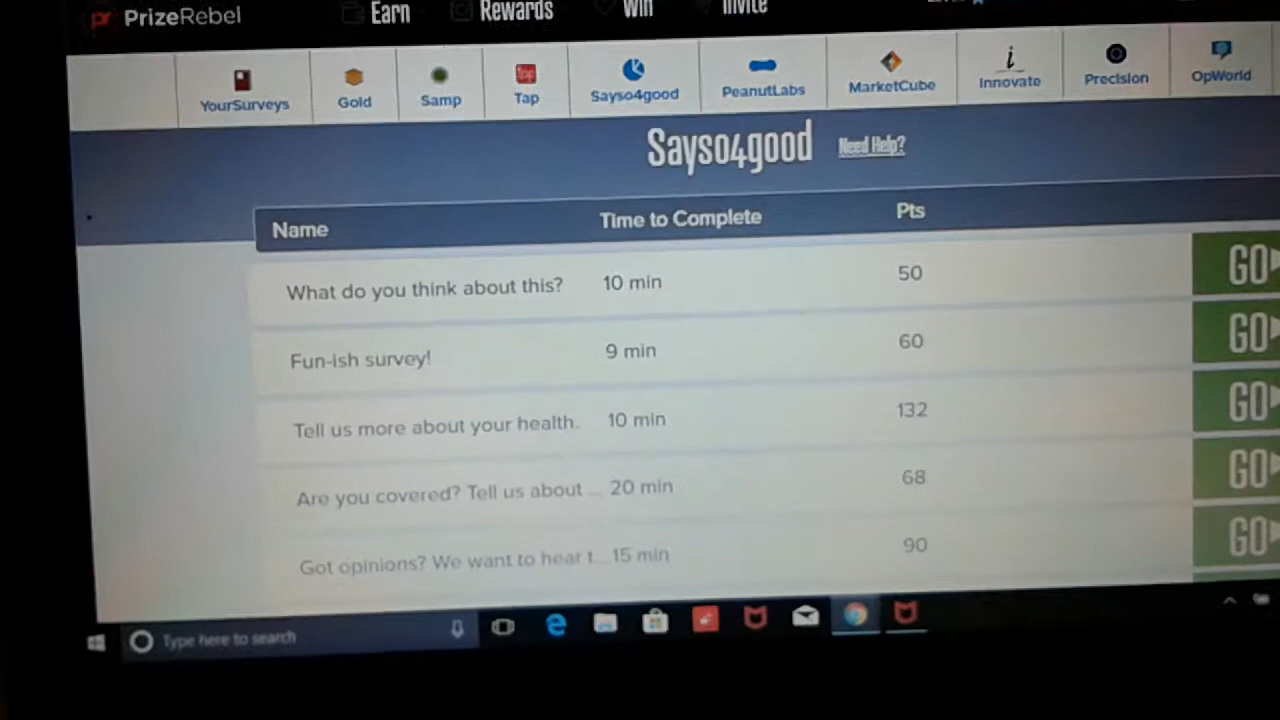 PrizeRebel Earn Rewards Win Invite
YourSurveys Gold Samp Tap Sayso4good PeanutLabs MarketCube Innovate Precision OpWorld
Sayso4good Need Help?
Name Time to Complete Pts
What do you think about this? 10 min 50 GO
Fun-ish survey! 9 min 60 GO
Tell us more about your health. 10 min 132 GO
Are you covered? Tell us about ... 20 min 68 GO
Got opinions? We want to hear t... 15 min 90 GO
Type here to search